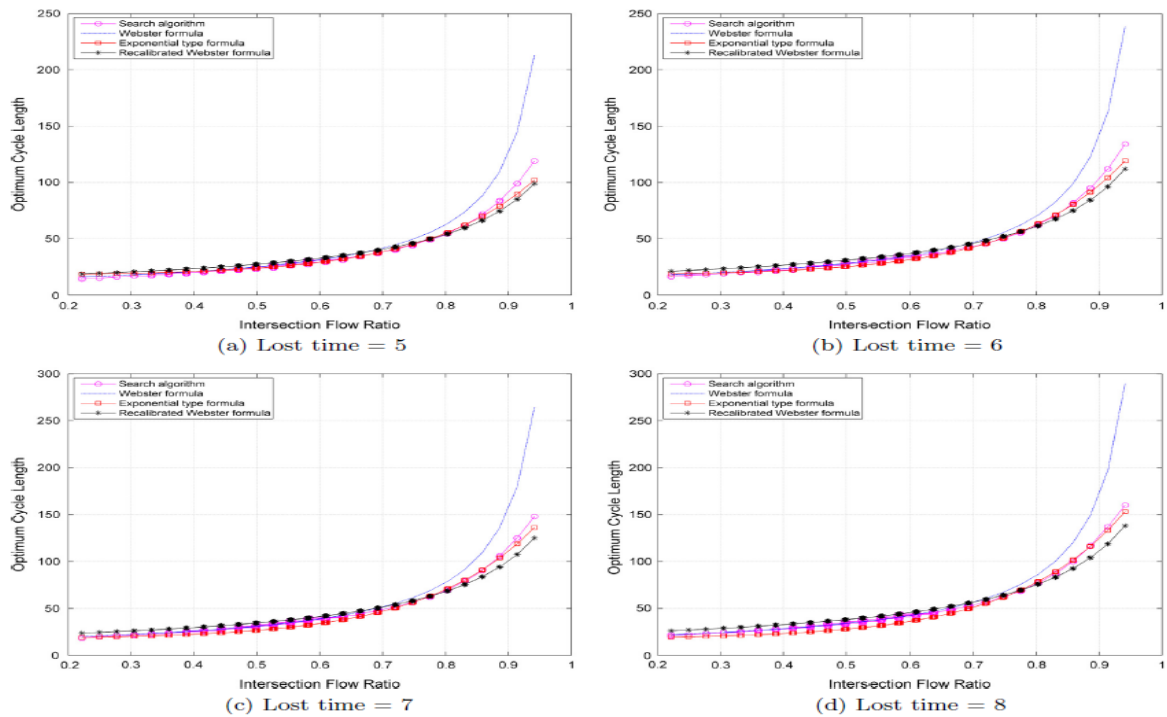 250
200
150
100
50
0
Optimum Cycle Length
Search algorithm
Webster formula
Exponential type formula
Recalibrated Webster formula
0.2 0.3 0.4 0.5 0.6 0.7 0.8 0.9 1
Intersection Flow Ratio
(a) Lost time = 5
250
200
150
100
50
0
Optimum Cycle Length
Search algorithm
Webster formula
Exponential type formula
Recalibrated Webster formula
0.2 0.3 0.4 0.5 0.6 0.7 0.8 0.9 1
Intersection Flow Ratio
(b) Lost time = 6
300
250
200
150
100
50
0
Optimum Cycle Length
Search algorithm
Webster formula
Exponential type formula
Recalibrated Webster formula
0.2 0.3 0.4 0.5 0.6 0.7 0.8 0.9 1
Intersection Flow Ratio
(c) Lost time = 7
300
250
200
150
100
50
0
Optimum Cycle Length
Search algorithm
Webster formula
Exponential type formula
Recalibrated Webster formula
0.2 0.3 0.4 0.5 0.6 0.7 0.8 0.9 1
Intersection Flow Ratio
(d) Lost time = 8